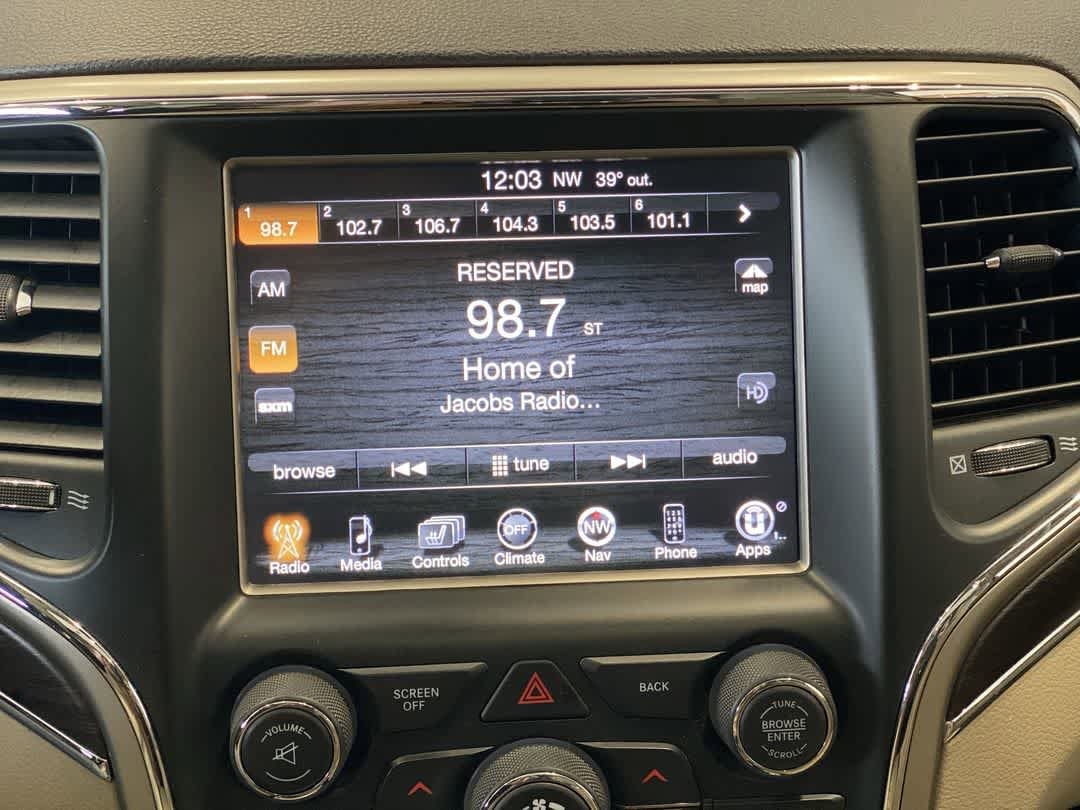 12:03 NW 39° out.
1 98.7 2 102.7 3 106.7 4 104.3 5 103.5 6 101.1
RESERVED
AM
map
98.7 ST
FM
Home of
sxm
Jacobs Radio...
HD
browse tune audio
OFF NW
Radio Media Controls Climate Nav Phone Apps
SCREEN
OFF
BACK
VOLUME
TUNE
BROWSE
ENTER
SCROLL